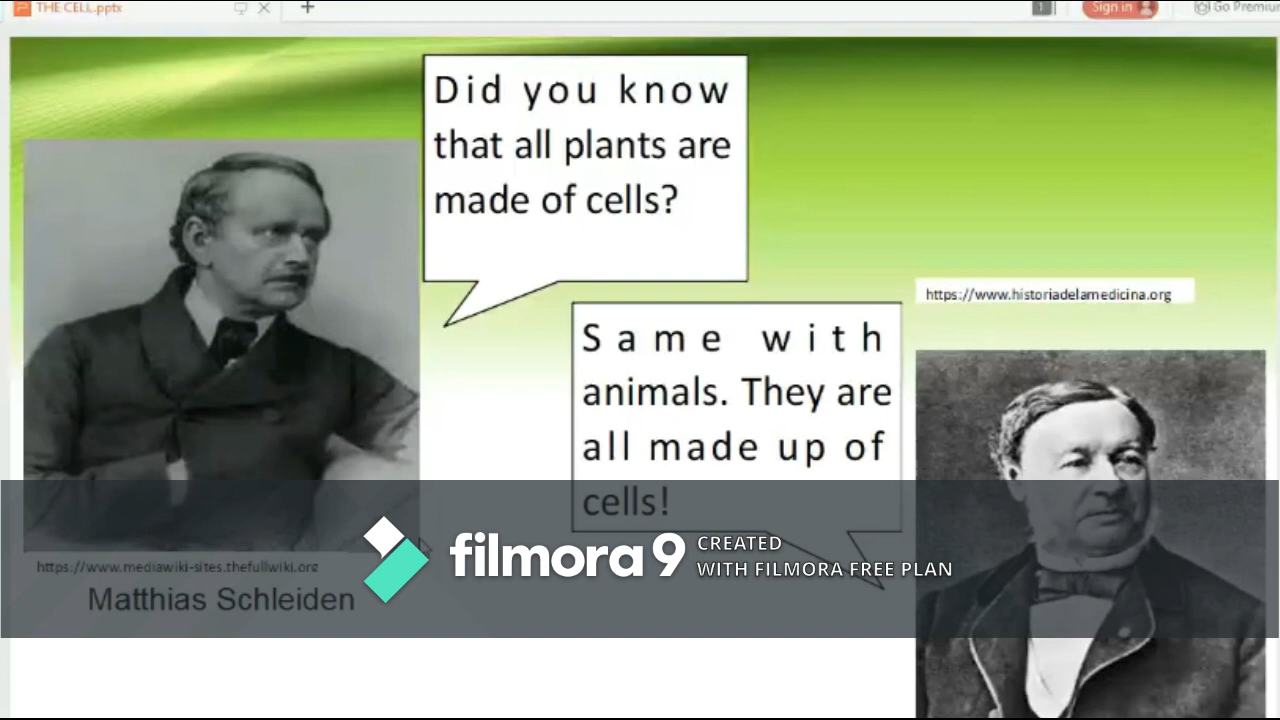 THE CELL.pptx
1
Sign in
Go Premium
Did you know
that all plants are
made of cells?
https://www.historiadelamedicina.org
Same with
animals. They are
all made up of
cells!
filmora9
CREATED
WITH FILMORA FREE PLAN
https://www.mediawiki-sites.thefullwiki.org
Matthias Schleiden